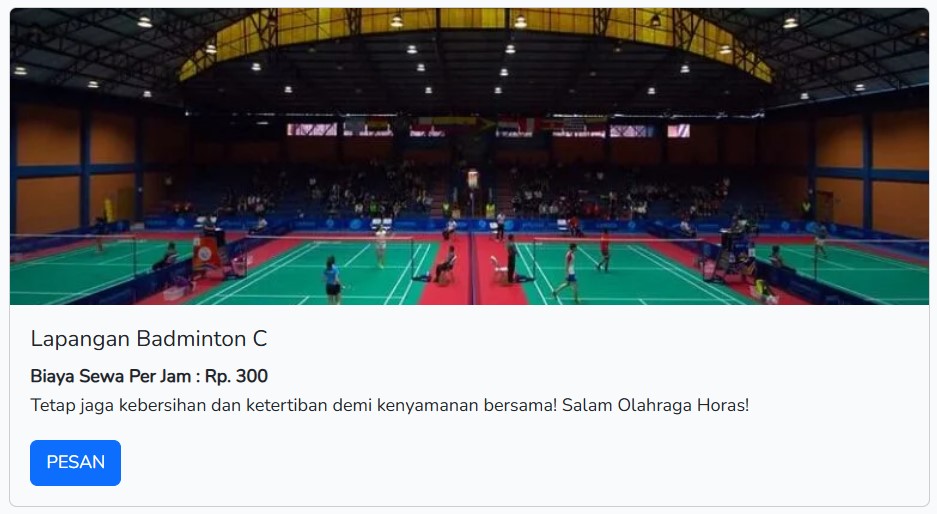 Lapangan Badminton C
Biaya Sewa Per Jam : Rp. 300
Tetap jaga kebersihan dan ketertiban demi kenyamanan bersama! Salam Olahraga Horas!
PESAN